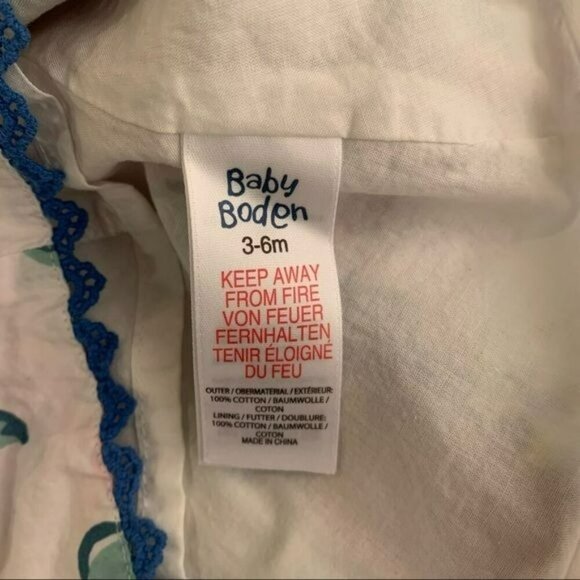 Baby
Boden
3-6m
KEEP AWAY
FROM FIRE
VON FEUER
FERNHALTEN
TENIR ÉLOIGNÉ
DU FEU
OUTER / OBERMATERIAL / EXTÉRIEUR:
100% COTTON / BAUMWOLLE /
COTON
LINING / FUTTER / DOUBLURE:
100% COTTON / BAUMWOLLE /
COTON
MADE IN CHINA